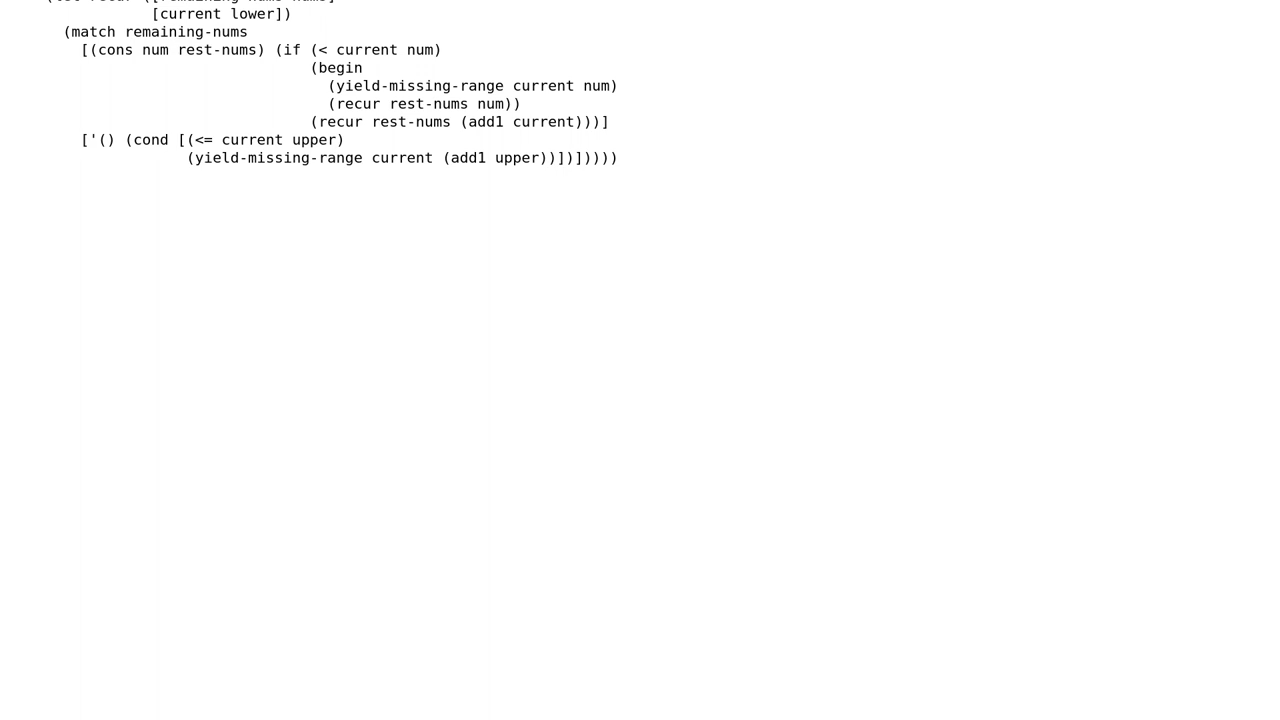 [current lower])
(match remaining-nums
[(cons num rest-nums) (if (< current num)
(begin
(yield-missing-range current num)
(recur rest-nums num))
(recur rest-nums (add1 current)))]
['() (cond [(<= current upper)
(yield-missing-range current (add1 upper))])])))))